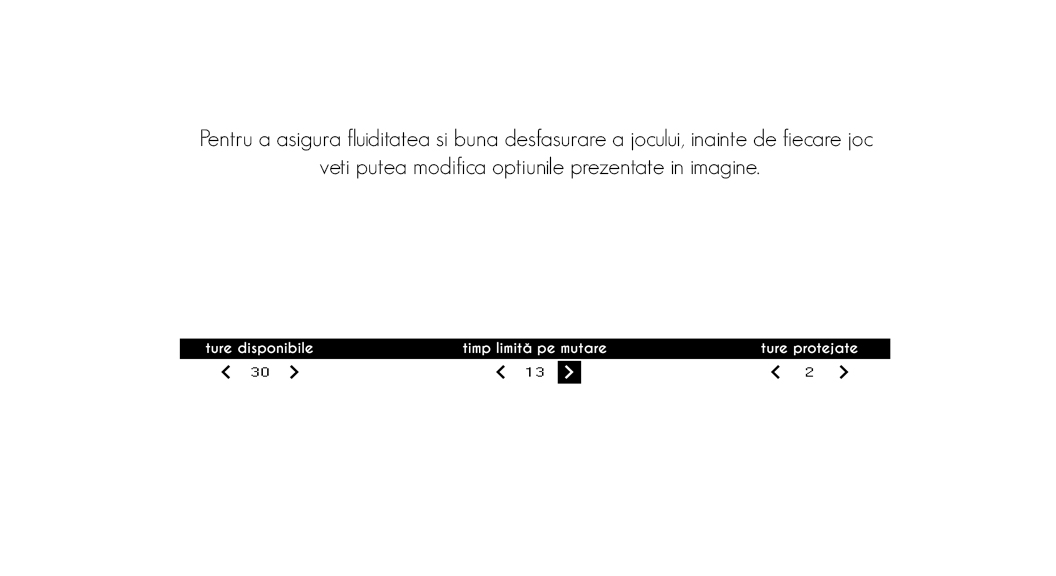 Pentru a asigura fluiditatea si buna desfasurare a jocului, inainte de fiecare joc
veti putea modifica optiunile prezentate in imagine.
ture disponibile timp limită pe mutare ture protejate
< 30 > < 13 > < 2 >